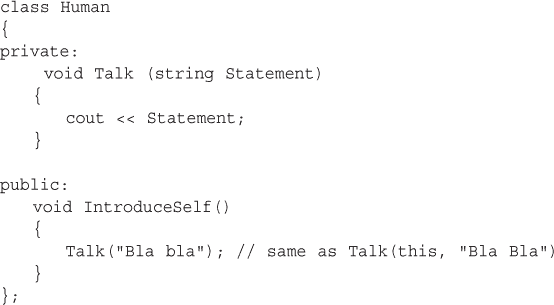 class Human
{
private:
    void Talk (string Statement)
   {
      cout << Statement;
   }

public:
   void IntroduceSelf()
   {
      Talk("Bla bla"); // same as Talk(this, "Bla Bla")
   }
};